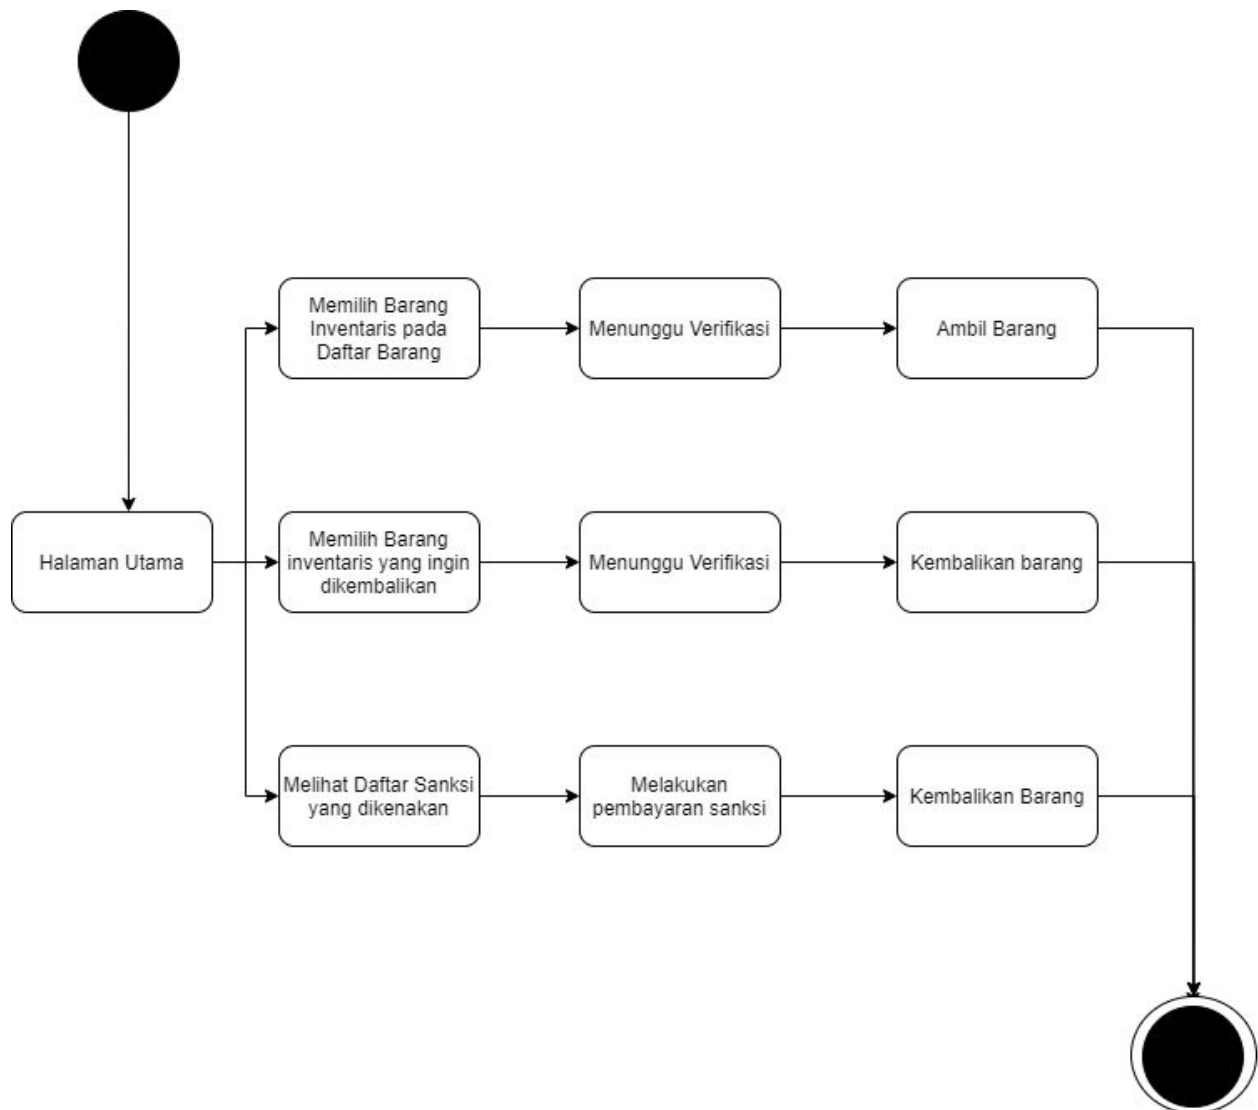 Memilih Barang
Inventaris pada
Daftar Barang
Menunggu Verifikasi
Ambil Barang
Halaman Utama
Memilih Barang
inventaris yang ingin
dikembalikan
Menunggu Verifikasi
Kembalikan barang
Melihat Daftar Sanksi
yang dikenakan
Melakukan
pembayaran sanksi
Kembalikan Barang